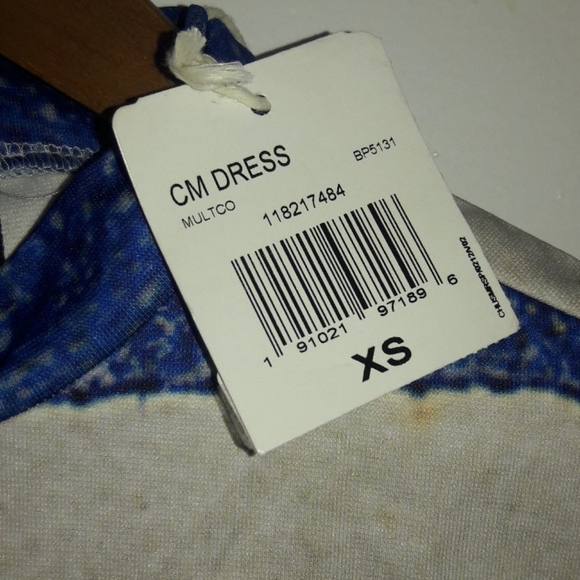 CM DRESS
MULTCO
BP5131
118217484
1 91021 97189 6
XS